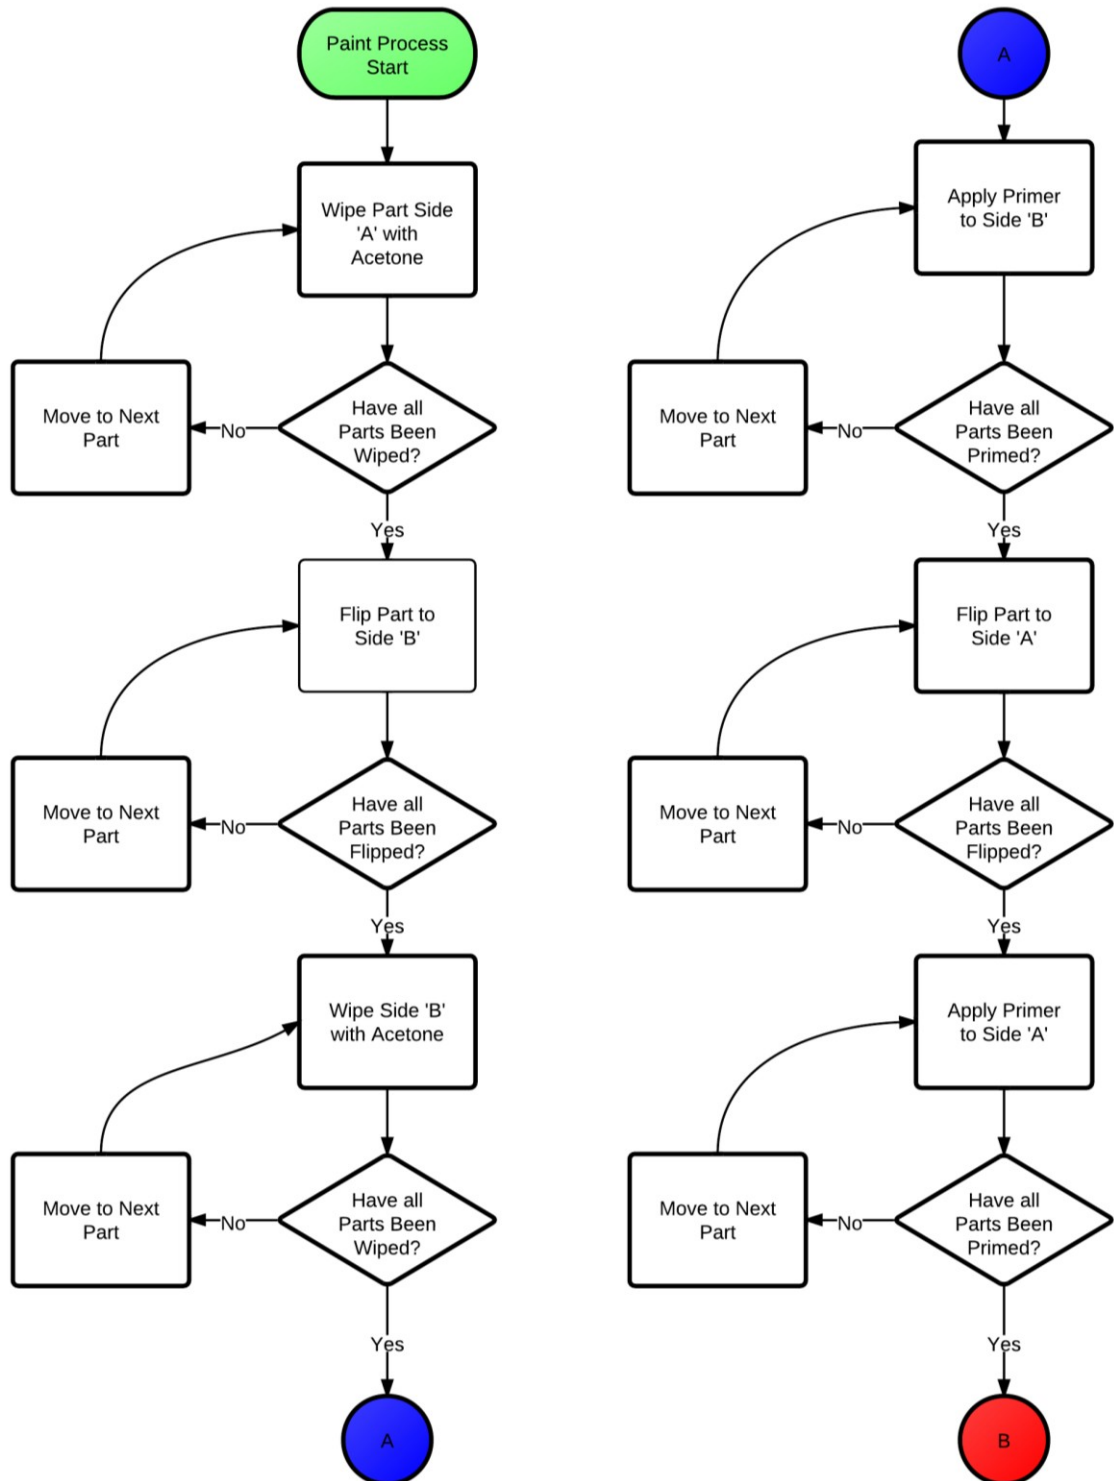 Paint Process
Start
Wipe Part Side
'A' with
Acetone
Have all
Parts Been
Wiped?
No
Move to Next
Part
Yes
Flip Part to
Side 'B'
Have all
Parts Been
Flipped?
No
Move to Next
Part
Yes
Wipe Side 'B'
with Acetone
Have all
Parts Been
Wiped?
No
Move to Next
Part
Yes
A
A
Apply Primer
to Side 'B'
Have all
Parts Been
Primed?
No
Move to Next
Part
Yes
Flip Part to
Side 'A'
Have all
Parts Been
Flipped?
No
Move to Next
Part
Yes
Apply Primer
to Side 'A'
Have all
Parts Been
Primed?
No
Move to Next
Part
Yes
B